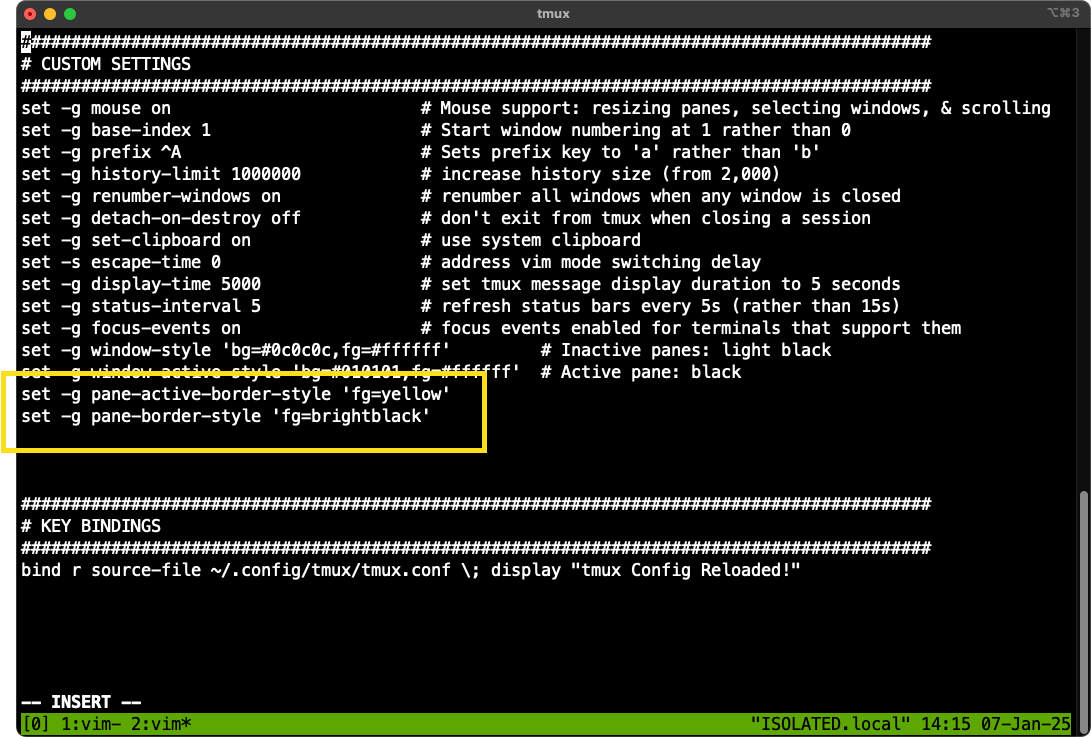 tmux
⌥⌘3
###########################################################################################
# CUSTOM SETTINGS
###########################################################################################
set -g mouse on # Mouse support: resizing panes, selecting windows, & scrolling
set -g base-index 1 # Start window numbering at 1 rather than 0
set -g prefix ^A # Sets prefix key to 'a' rather than 'b'
set -g history-limit 1000000 # increase history size (from 2,000)
set -g renumber-windows on # renumber all windows when any window is closed
set -g detach-on-destroy off # don't exit from tmux when closing a session
set -g set-clipboard on # use system clipboard
set -s escape-time 0 # address vim mode switching delay
set -g display-time 5000 # set tmux message display duration to 5 seconds
set -g status-interval 5 # refresh status bars every 5s (rather than 15s)
set -g focus-events on # focus events enabled for terminals that support them
set -g window-style 'bg=#0c0c0c,fg=#ffffff' # Inactive panes: light black
set -g window-active-style 'bg=#010101,fg=#ffffff' # Active pane: black
set -g pane-active-border-style 'fg=yellow'
set -g pane-border-style 'fg=brightblack'
###########################################################################################
# KEY BINDINGS
###########################################################################################
bind r source-file ~/.config/tmux/tmux.conf \; display "tmux Config Reloaded!"
-- INSERT --
[0] 1:vim- 2:vim* "ISOLATED.local" 14:15 07-Jan-25